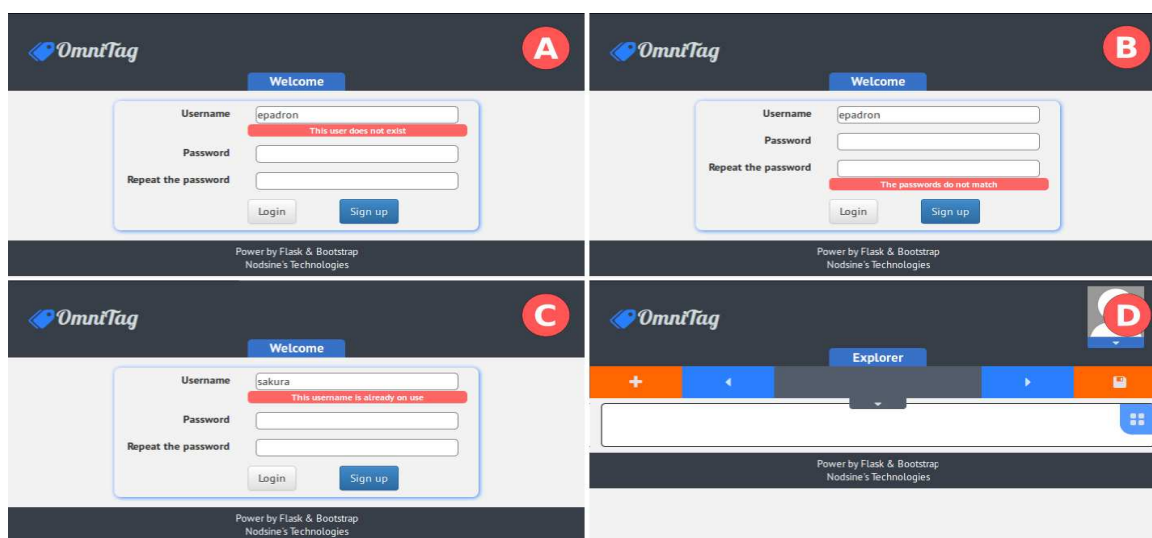 OmniTag
A
Welcome
Username
epadron
This user does not exist
Password
Repeat the password
Login
Sign up
Power by Flask & Bootstrap
Nodsine's Technologies
OmniTag
B
Welcome
Username
epadron
Password
Repeat the password
The passwords do not match
Login
Sign up
Power by Flask & Bootstrap
Nodsine's Technologies
OmniTag
C
Welcome
Username
sakura
This username is already on use
Password
Repeat the password
Login
Sign up
Power by Flask & Bootstrap
Nodsine's Technologies
OmniTag
D
Explorer
Power by Flask & Bootstrap
Nodsine's Technologies